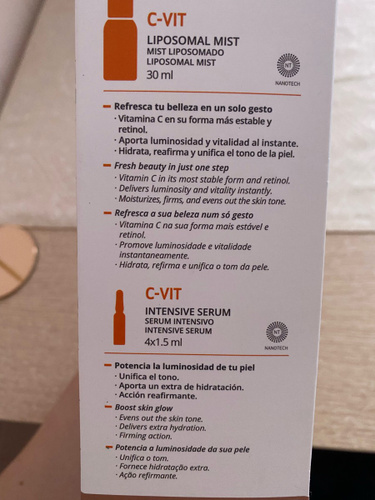 C-VIT
LIPOSOMAL MIST
MIST LIPOSOMADO
LIPOSOMAL MIST
30 ml
NT
NANOTECH
Refresca tu belleza en un solo gesto
· Vitamina C en su forma más estable y
retinol.
· Aporta luminosidad y vitalidad al instante.
· Hidrata, reafirma y unifica el tono de la piel.
Fresh beauty in just one step
· Vitamin C in its most stable form and retinol.
· Delivers luminosity and vitality instantly.
· Moisturizes, firms, and evens out the skin tone.
Refresca a sua beleza num só gesto
· Vitamina C na sua forma mais estável e
retinol.
· Promove luminosidade e vitalidade
instantaneamente.
· Hidrata, refirma e unifica o tom da pele.
C-VIT
INTENSIVE SERUM
SERUM INTENSIVO
INTENSIVE SERUM
4x1.5 ml
NT
NANOTECH
Potencia la luminosidad de tu piel
· Unifica el tono.
· Aporta un extra de hidratación.
· Acción reafirmante.
Boost skin glow
· Evens out the skin tone.
· Delivers extra hydration.
· Firming action.
Potencia a luminosidade da sua pele
· Unifica o tom.
· Fornece hidratação extra.
· Ação refirmante.